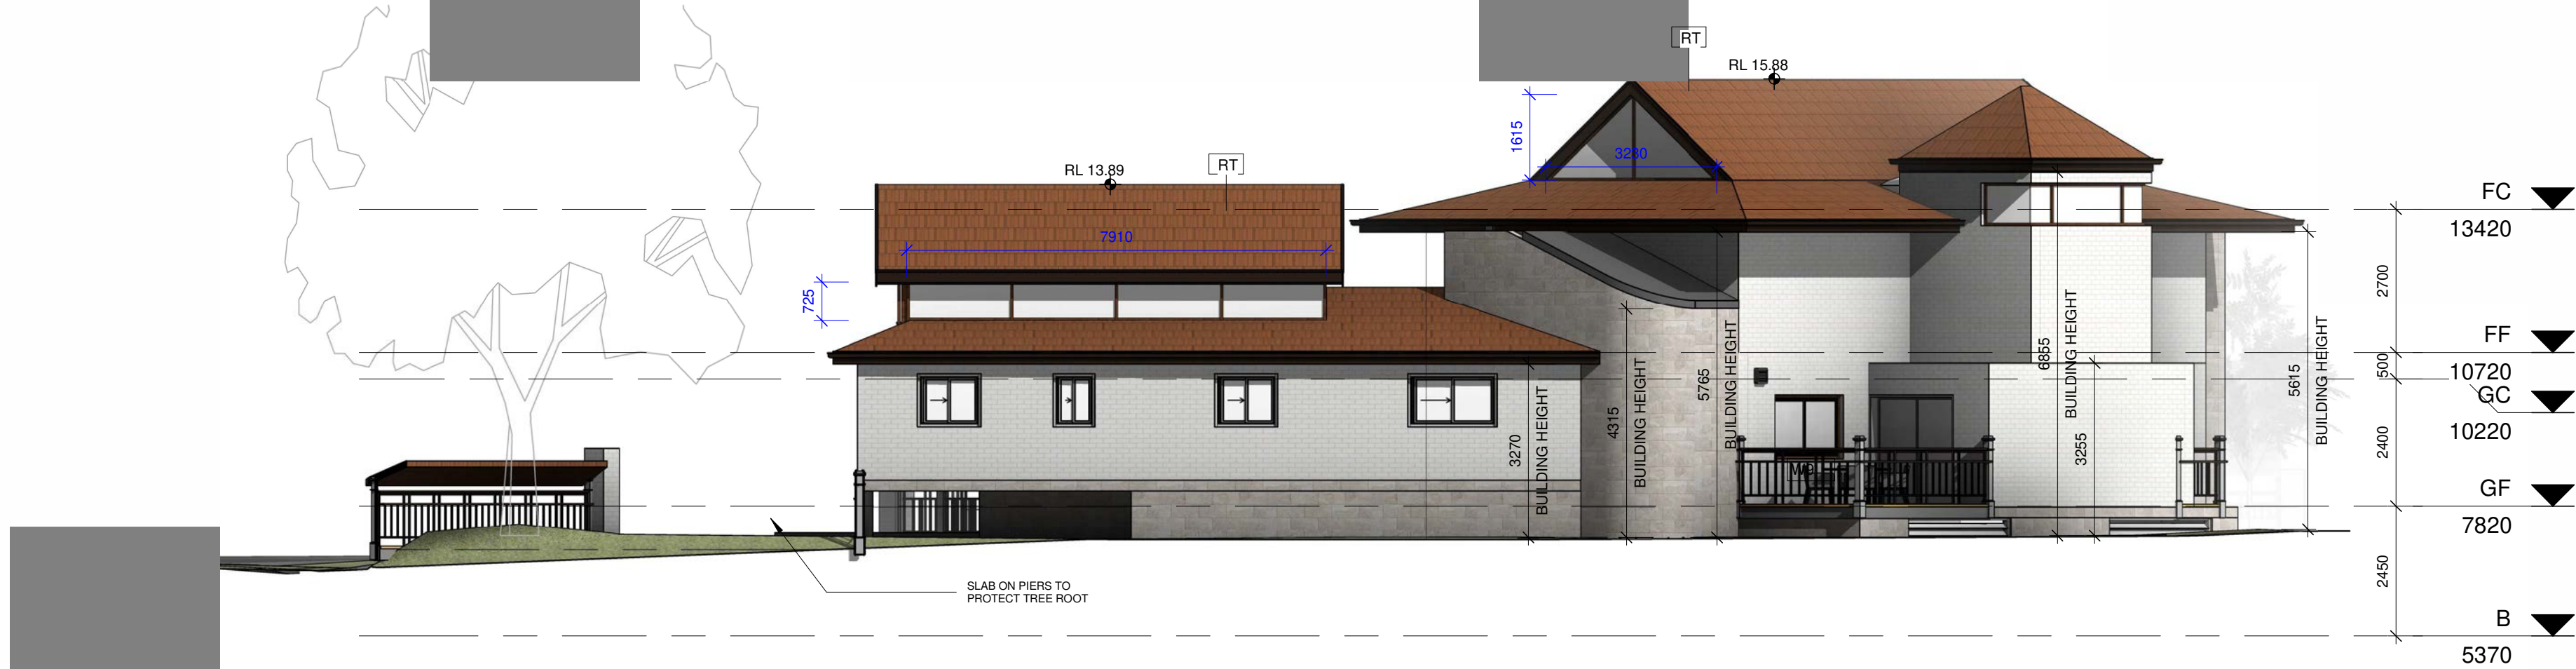 RT
RL 15.88
1615
3230
RL 13.89
RT
7910
725
FC
13420
2700
FF
10720
500
GC
10220
2400
GF
7820
2450
B
5370
3270
BUILDING HEIGHT
4315
BUILDING HEIGHT
5765
BUILDING HEIGHT
6855
BUILDING HEIGHT
3255
5615
BUILDING HEIGHT
SLAB ON PIERS TO
PROTECT TREE ROOT